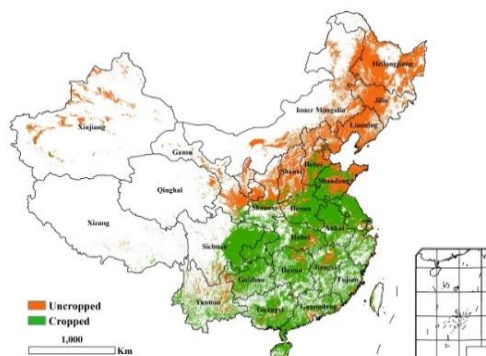 Heilongjiang
Jilin
Inner Mongolia
Liaoning
Xinjiang
Gansu
Hebei
Shanxi
Shandong
Qinghai
Shaanxi
Henan
Xizang
Anhui
Sichuan
Hubei
Guizhou
Hunan
Jiangxi
Fujian
Yunnan
Guangxi
Guangdong
Uncropped
Cropped
1,000
Km